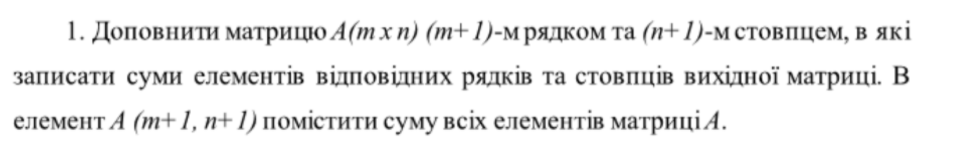 1. Доповнити матрицю A(m x n) (m+1)-м рядком та (n+1)-м стовпцем, в які
записати суми елементів відповідних рядків та стовпців вихідної матриці. В
елемент A (m+1, n+1) помістити суму всіх елементів матриці A.